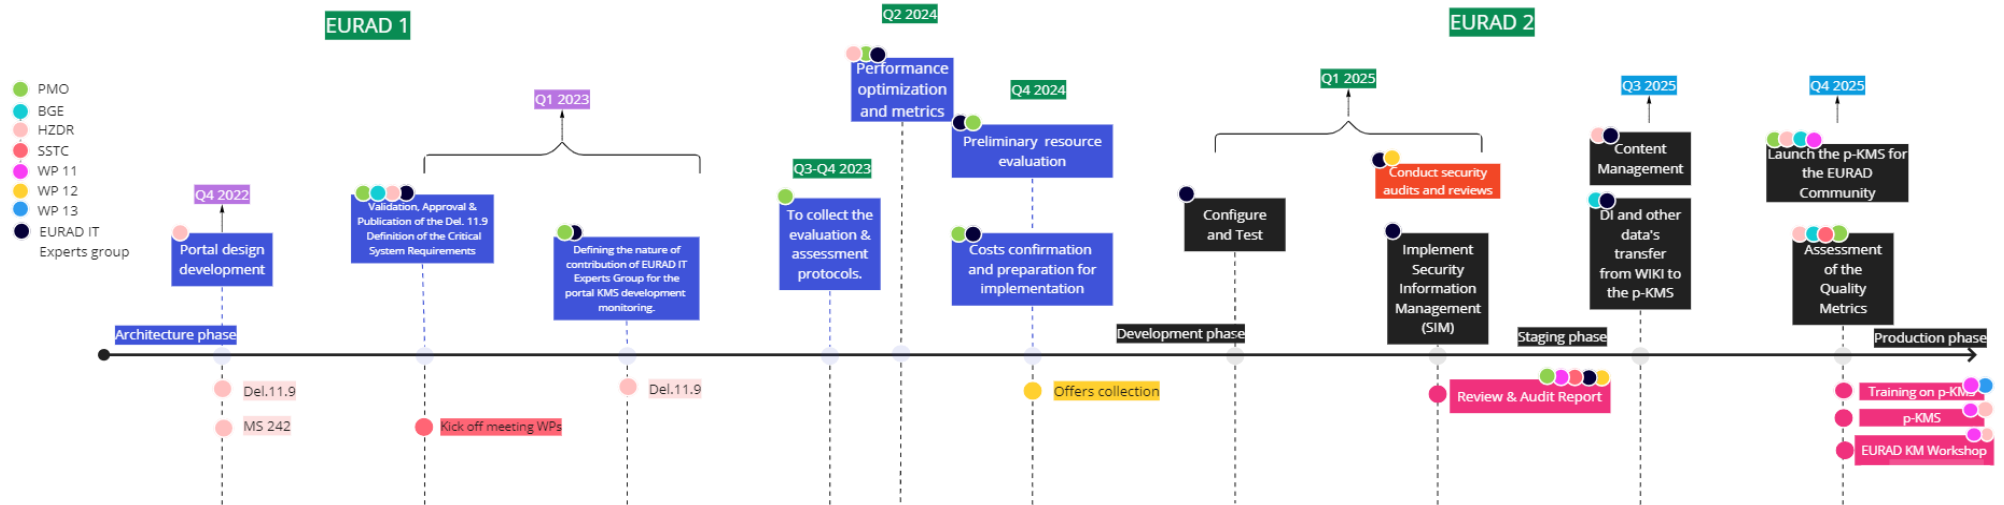 EURAD 1
EURAD 2
PMO
BGE
HZDR
SSTC
WP 11
WP 12
WP 13
EURAD IT
Experts group
Q4 2022
Portal design
development
Architecture phase
Del.11.9
MS 242
Q1 2023
Validation, Approval &
Publication of the Del. 11.9
Definition of the Critical
System Requirements
Kick off meeting WPs
Defining the nature of
contribution of EURAD IT
Experts Group for the
portal KMS development
monitoring.
Del.11.9
Q3-Q4 2023
To collect the
evaluation &
assessment
protocols.
Q2 2024
Performance
optimization
and metrics
Q4 2024
Preliminary resource
evaluation
Costs confirmation
and preparation for
implementation
Offers collection
Development phase
Q1 2025
Configure
and Test
Conduct security
audits and reviews
Implement
Security
Information
Management
(SIM)
Review & Audit Report
Staging phase
Q3 2025
Content
Management
DI and other
data's
transfer
from WIKI to
the p-KMS
Q4 2025
Launch the p-KMS for
the EURAD
Community
Assessment
of the
Quality
Metrics
Production phase
Training on p-KMS
p-KMS
EURAD KM Workshop